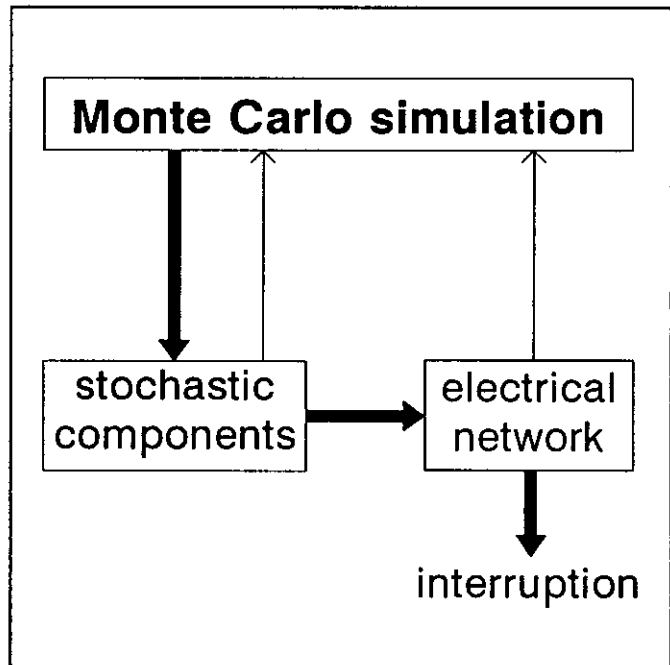 Monte Carlo simulation
stochastic
components
electrical
network
interruption